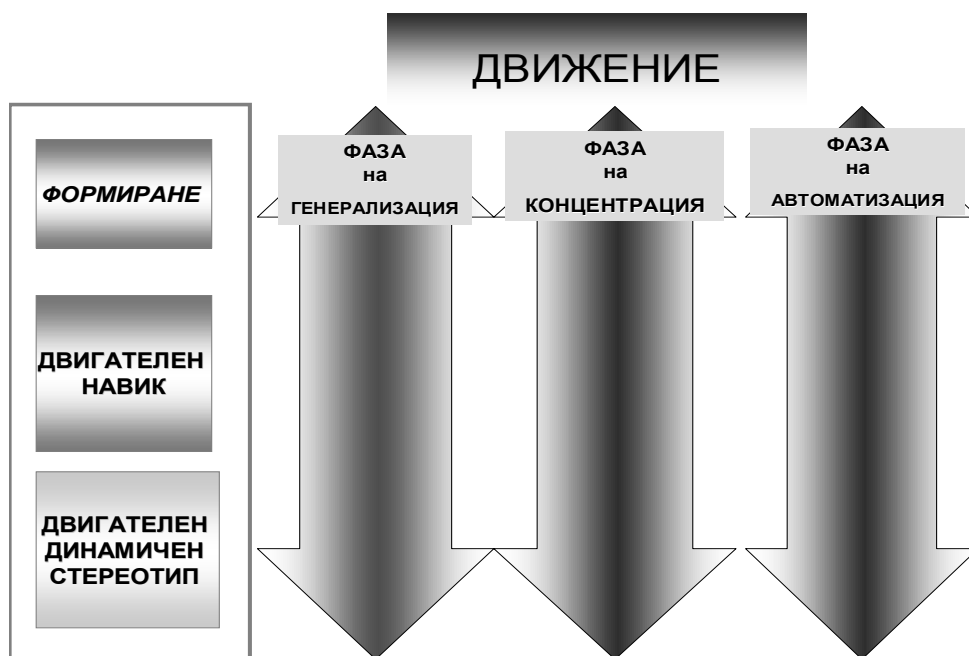 ДВИЖЕНИЕ
ФОРМИРАНЕ
ДВИГАТЕЛЕН
НАВИК
ДВИГАТЕЛЕН
ДИНАМИЧЕН
СТЕРЕОТИП
ФАЗА
на
ГЕНЕРАЛИЗАЦИЯ
ФАЗА
на
КОНЦЕНТРАЦИЯ
ФАЗА
на
АВТОМАТИЗАЦИЯ